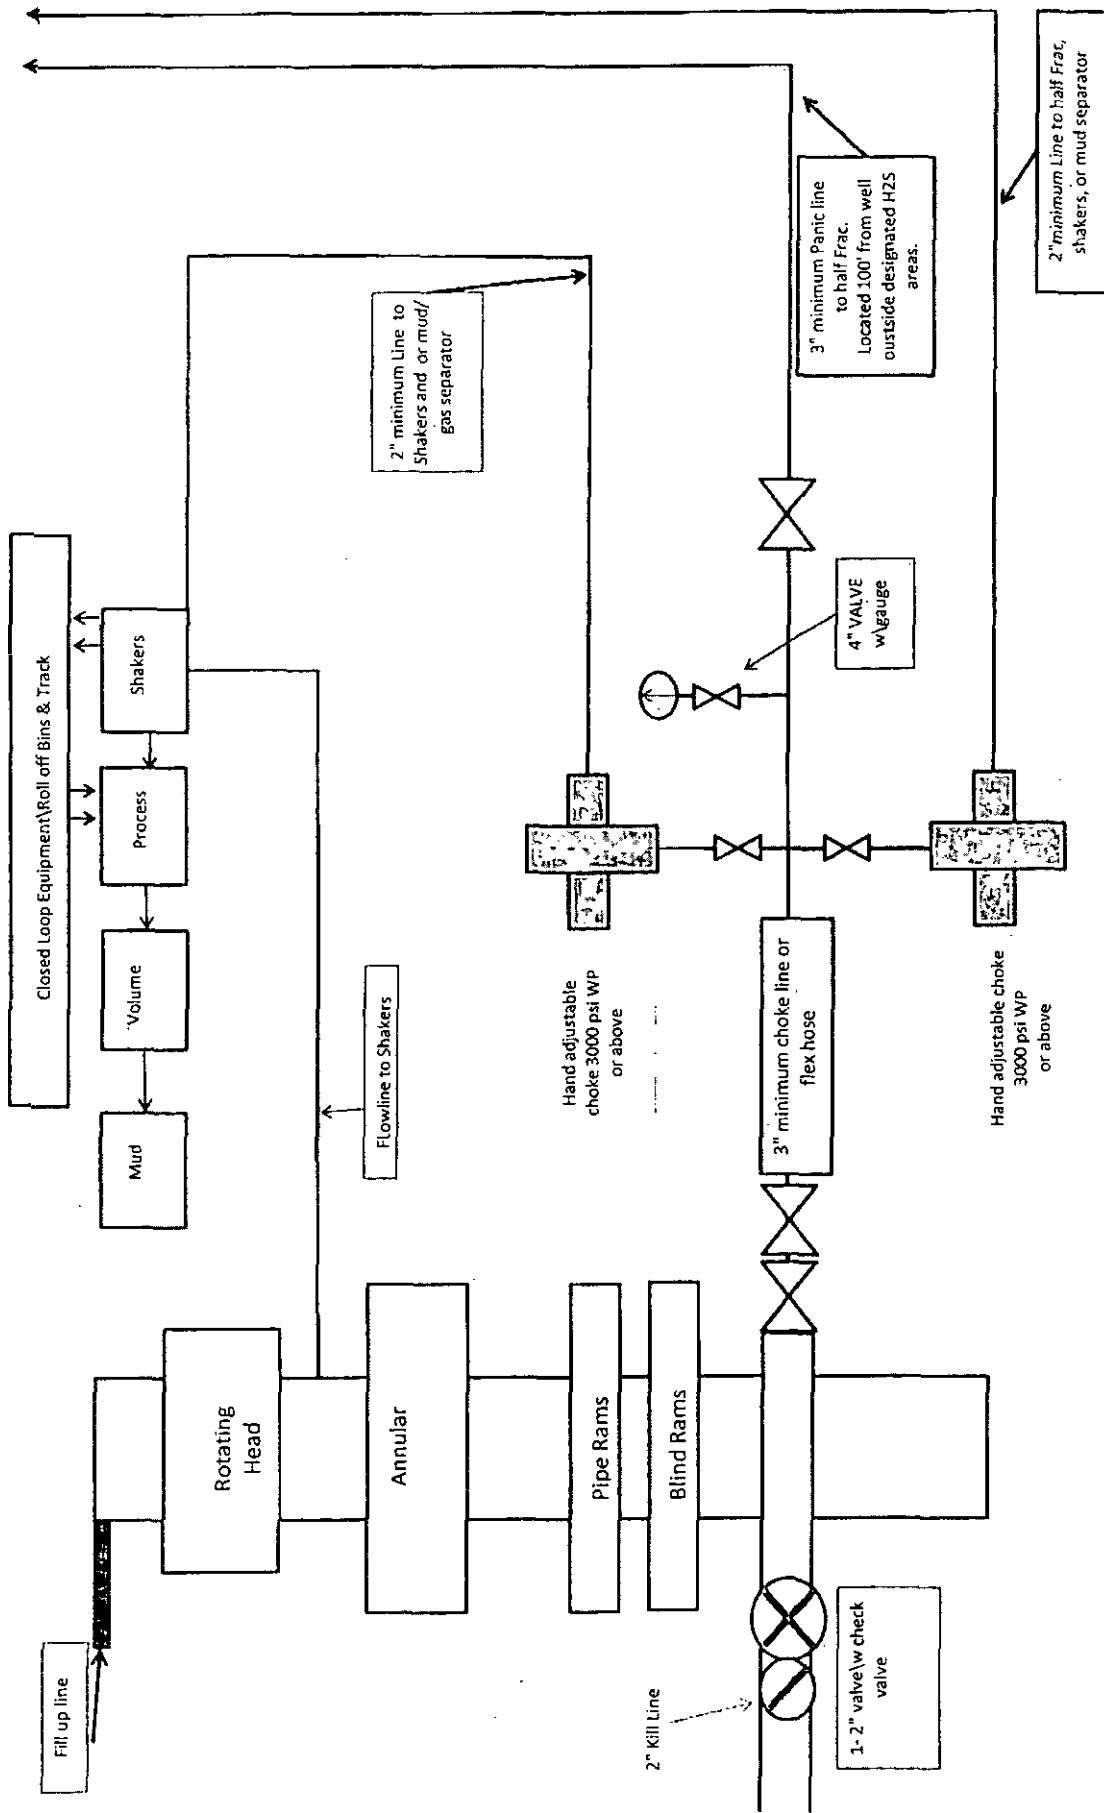 Closed Loop Equipment\Roll off Bins & Track
Mud
Volume
Process
Shakers
Fill up line
Rotating
Head
Flowline to Shakers
Annular
Pipe Rams
Blind Rams
2" Kill Line
1- 2" valve\w check
valve
2" minimum Line to
Shakers and or mud/
gas separator
Hand adjustable
choke 3000 psi WP
or above
3" minimum choke line or
flex hose
4" VALVE
w\gauge
3" minimum Panic line
to half Frac.
Located 100' from well
oustside designated H2S
areas.
Hand adjustable choke
3000 psi WP
or above
2"minimum Line to half Frac,
shakers, or mud separator